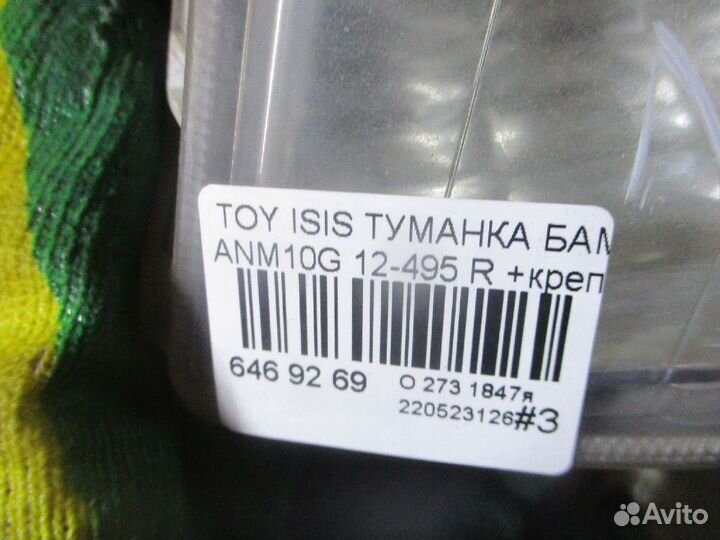 TOY ISIS ТУМАНКА БАМ
ANM10G 12-495 R +креп
646 92 69
О 273 1847я
220523126#3
Avito